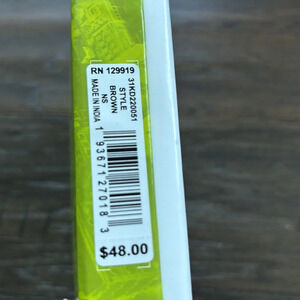 RN 129919
31KD220051
STYLE
BROWN
NS
MADE IN INDIA
1 93671 27018 3
$48.00